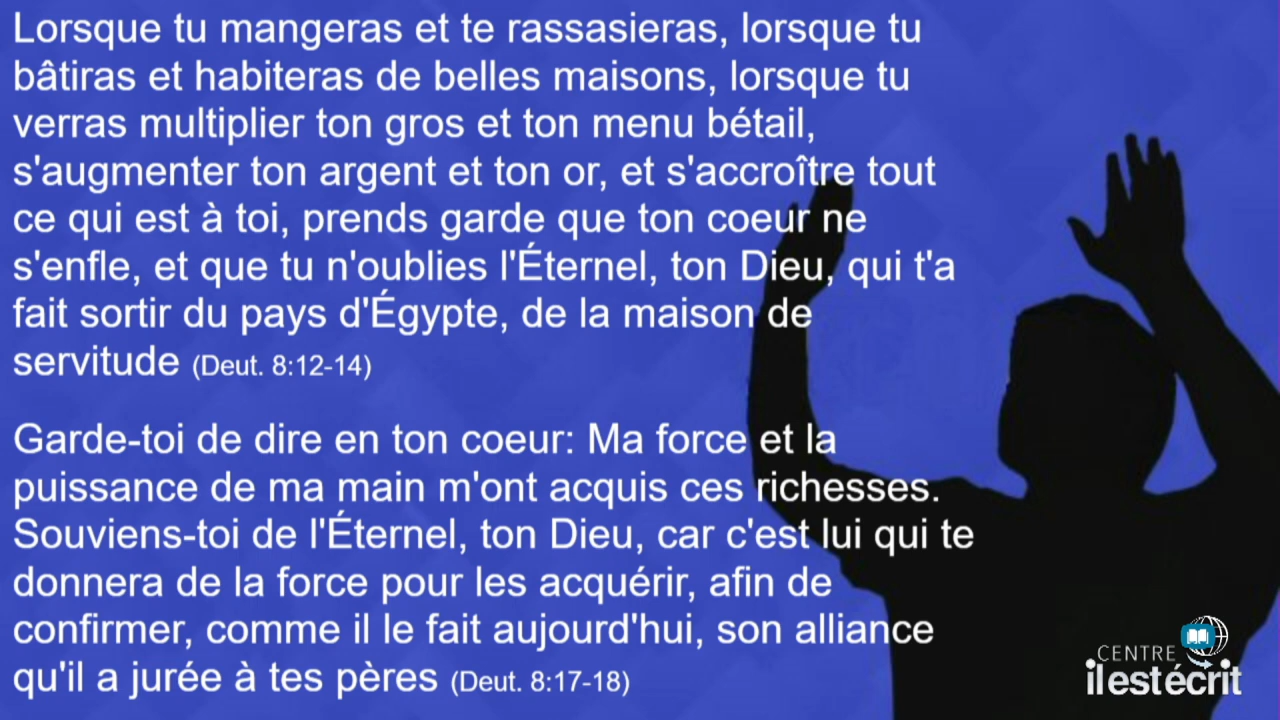 Lorsque tu mangeras et te rassasieras, lorsque tu
bâtiras et habiteras de belles maisons, lorsque tu
verras multiplier ton gros et ton menu bétail,
s'augmenter ton argent et ton or, et s'accroître tout
ce qui est à toi, prends garde que ton coeur ne
s'enfle, et que tu n'oublies l'Éternel, ton Dieu, qui t'a
fait sortir du pays d'Égypte, de la maison de
servitude (Deut. 8:12-14)
Garde-toi de dire en ton coeur: Ma force et la
puissance de ma main m'ont acquis ces richesses.
Souviens-toi de l'Éternel, ton Dieu, car c'est lui qui te
donnera de la force pour les acquérir, afin de
confirmer, comme il le fait aujourd'hui, son alliance
qu'il a jurée à tes pères (Deut. 8:17-18)
CENTRE
ilestécrit